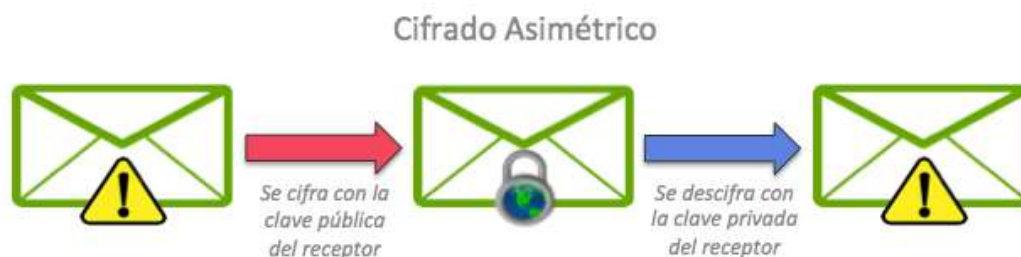 Cifrado Asimétrico
Se cifra con la
clave pública
del receptor
Se descifra con
la clave privada
del receptor